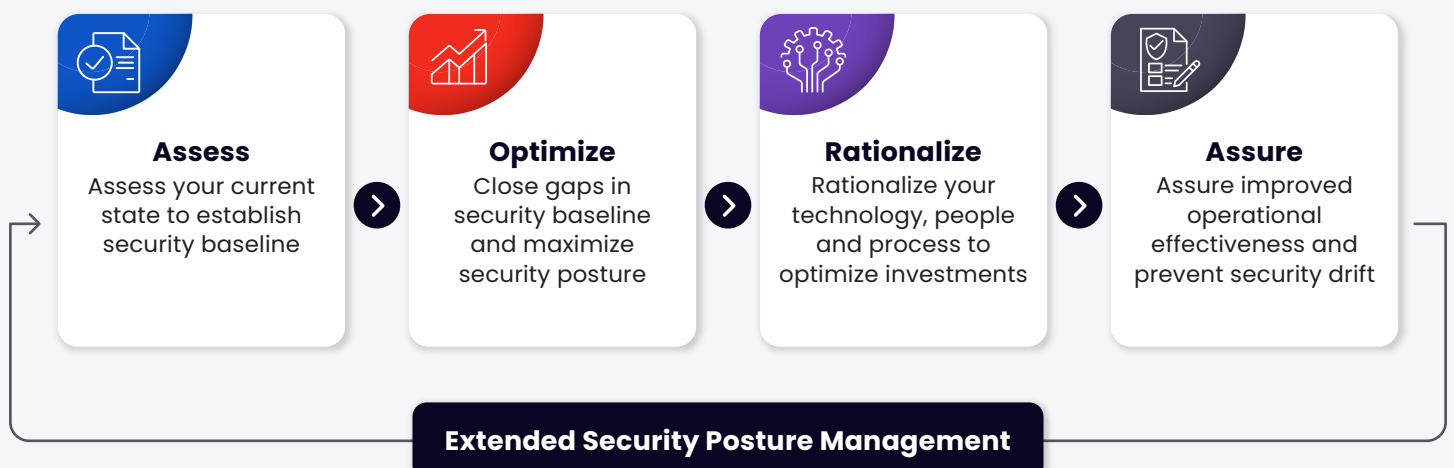 Assess
Assess your current
state to establish
security baseline
Optimize
Close gaps in
security baseline
and maximize
security posture
Rationalize
Rationalize your
technology, people
and process to
optimize investments
Assure
Assure improved
operational
effectiveness and
prevent security drift
Extended Security Posture Management